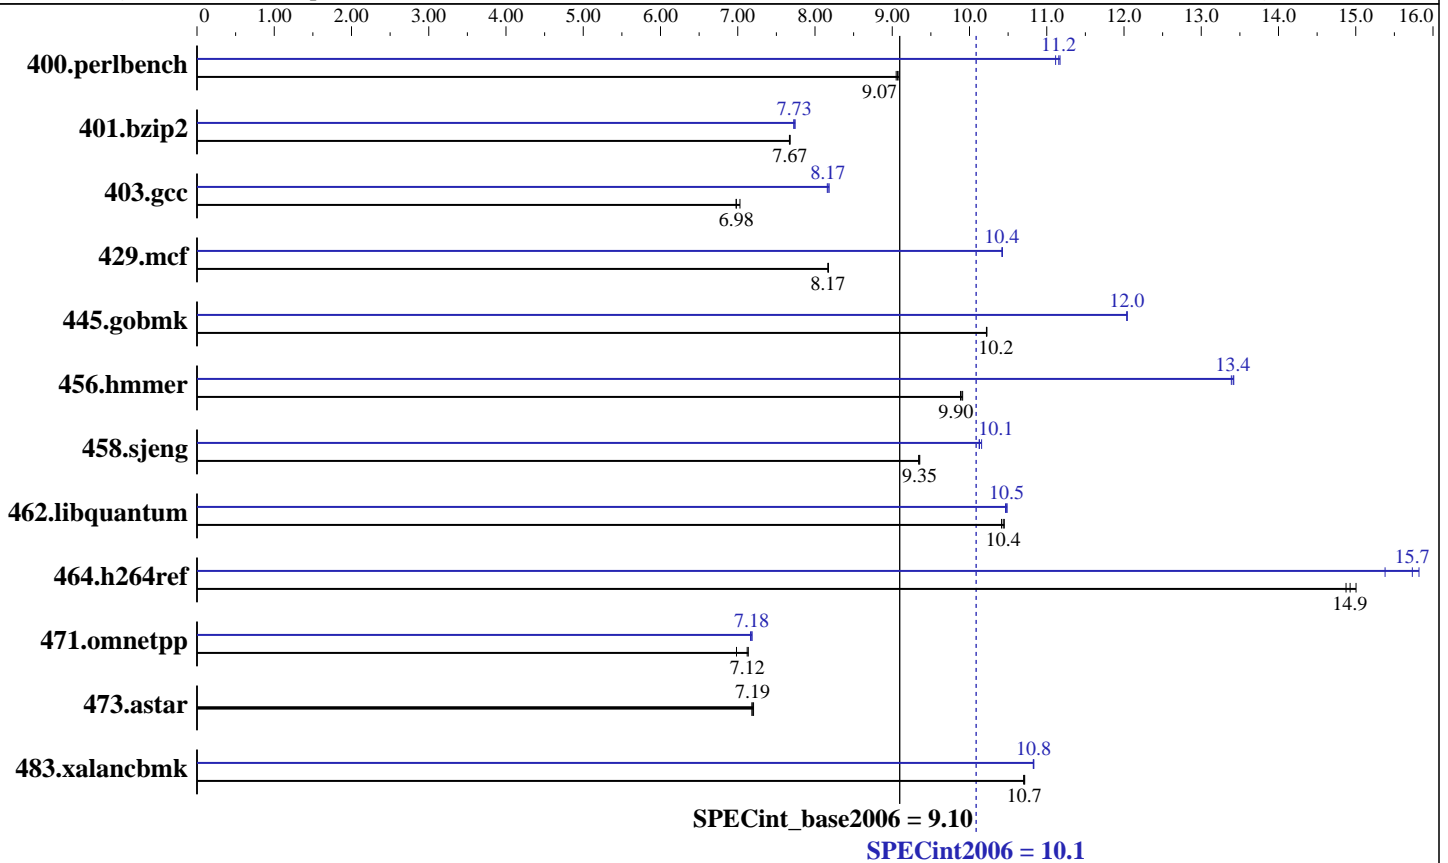 0 1.00 2.00 3.00 4.00 5.00 6.00 7.00 8.00 9.00 10.0 11.0 12.0 13.0 14.0 15.0 16.0
11.2
400.perlbench
9.07
7.73
401.bzip2
7.67
8.17
403.gcc
6.98
10.4
429.mcf
8.17
12.0
445.gobmk
10.2
13.4
456.hmmer
9.90
10.1
458.sjeng
9.35
10.5
462.libquantum
10.4
15.7
464.h264ref
14.9
7.18
471.omnetpp
7.12
7.19
473.astar
10.8
483.xalancbmk
10.7
SPECint_base2006 = 9.10
SPECint2006 = 10.1